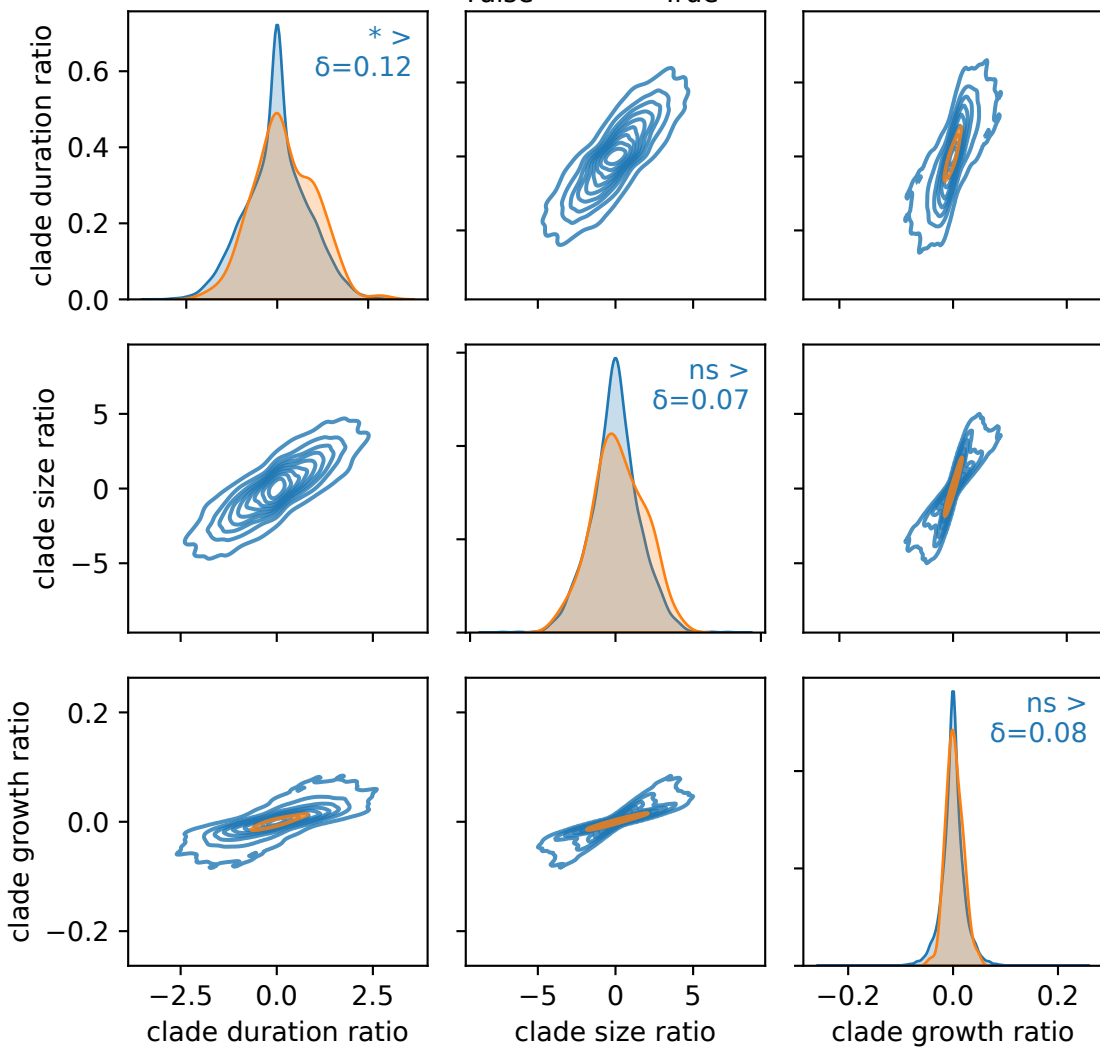 clade duration ratio
0.6
0.4
0.2
0.0
* >
δ=0.12
clade size ratio
5
0
−5
ns >
δ=0.07
clade growth ratio
0.2
0.0
−0.2
ns >
δ=0.08
−2.5 0.0 2.5
−5 0 5
−0.2 0.0 0.2
clade duration ratio
clade size ratio
clade growth ratio